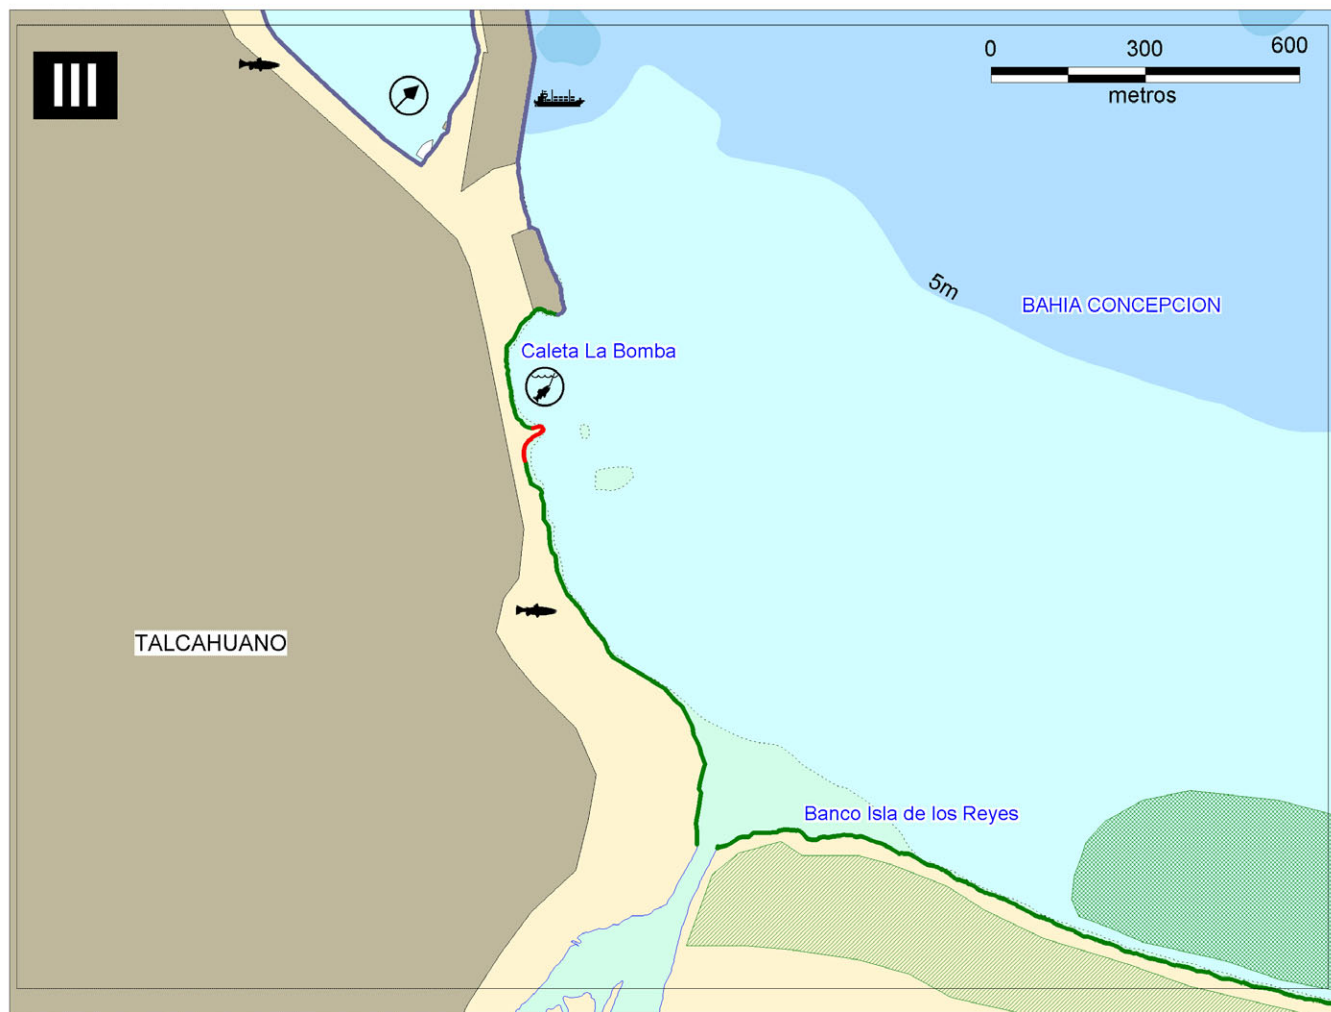 III
0 300 600
metros
5m
BAHIA CONCEPCION
Caleta La Bomba
TALCAHUANO
Banco Isla de los Reyes